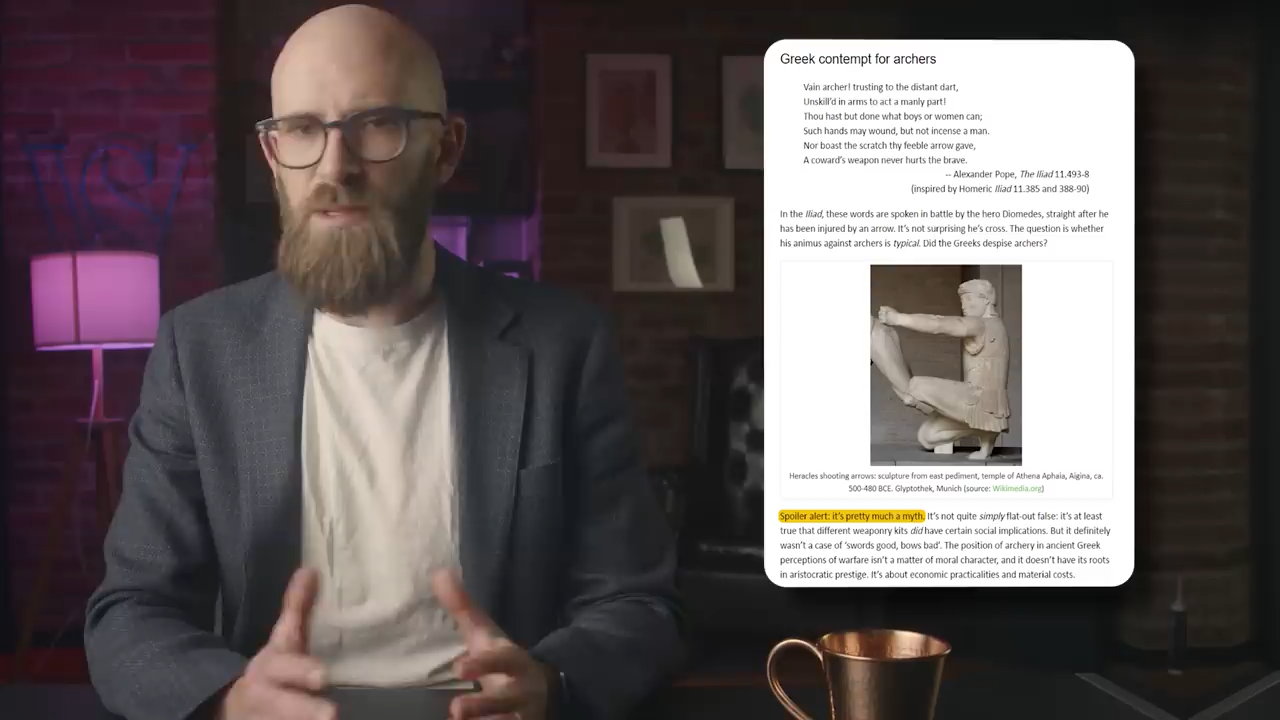 Greek contempt for archers
Vain archer! trusting to the distant dart,
Unskill'd in arms to act a manly part!
Thou hast but done what boys or women can;
Such hands may wound, but not incense a man.
Nor boast the scratch thy feeble arrow gave,
A coward's weapon never hurts the brave.
-- Alexander Pope, The Iliad 11.493-8
(inspired by Homeric Iliad 11.385 and 388-90)
In the Iliad, these words are spoken in battle by the hero Diomedes, straight after he
has been injured by an arrow. It's not surprising he's cross. The question is whether
his animus against archers is typical. Did the Greeks despise archers?
Heracles shooting arrows: sculpture from east pediment, temple of Athena Aphaia, Aigina, ca.
500-480 BCE. Glyptothek, Munich (source: Wikimedia.org)
Spoiler alert: it's pretty much a myth. It's not quite simply flat-out false: it's at least
true that different weaponry kits did have certain social implications. But it definitely
wasn't a case of 'swords good, bows bad'. The position of archery in ancient Greek
perceptions of warfare isn't a matter of moral character, and it doesn't have its roots
in aristocratic prestige. It's about economic practicalities and material costs.